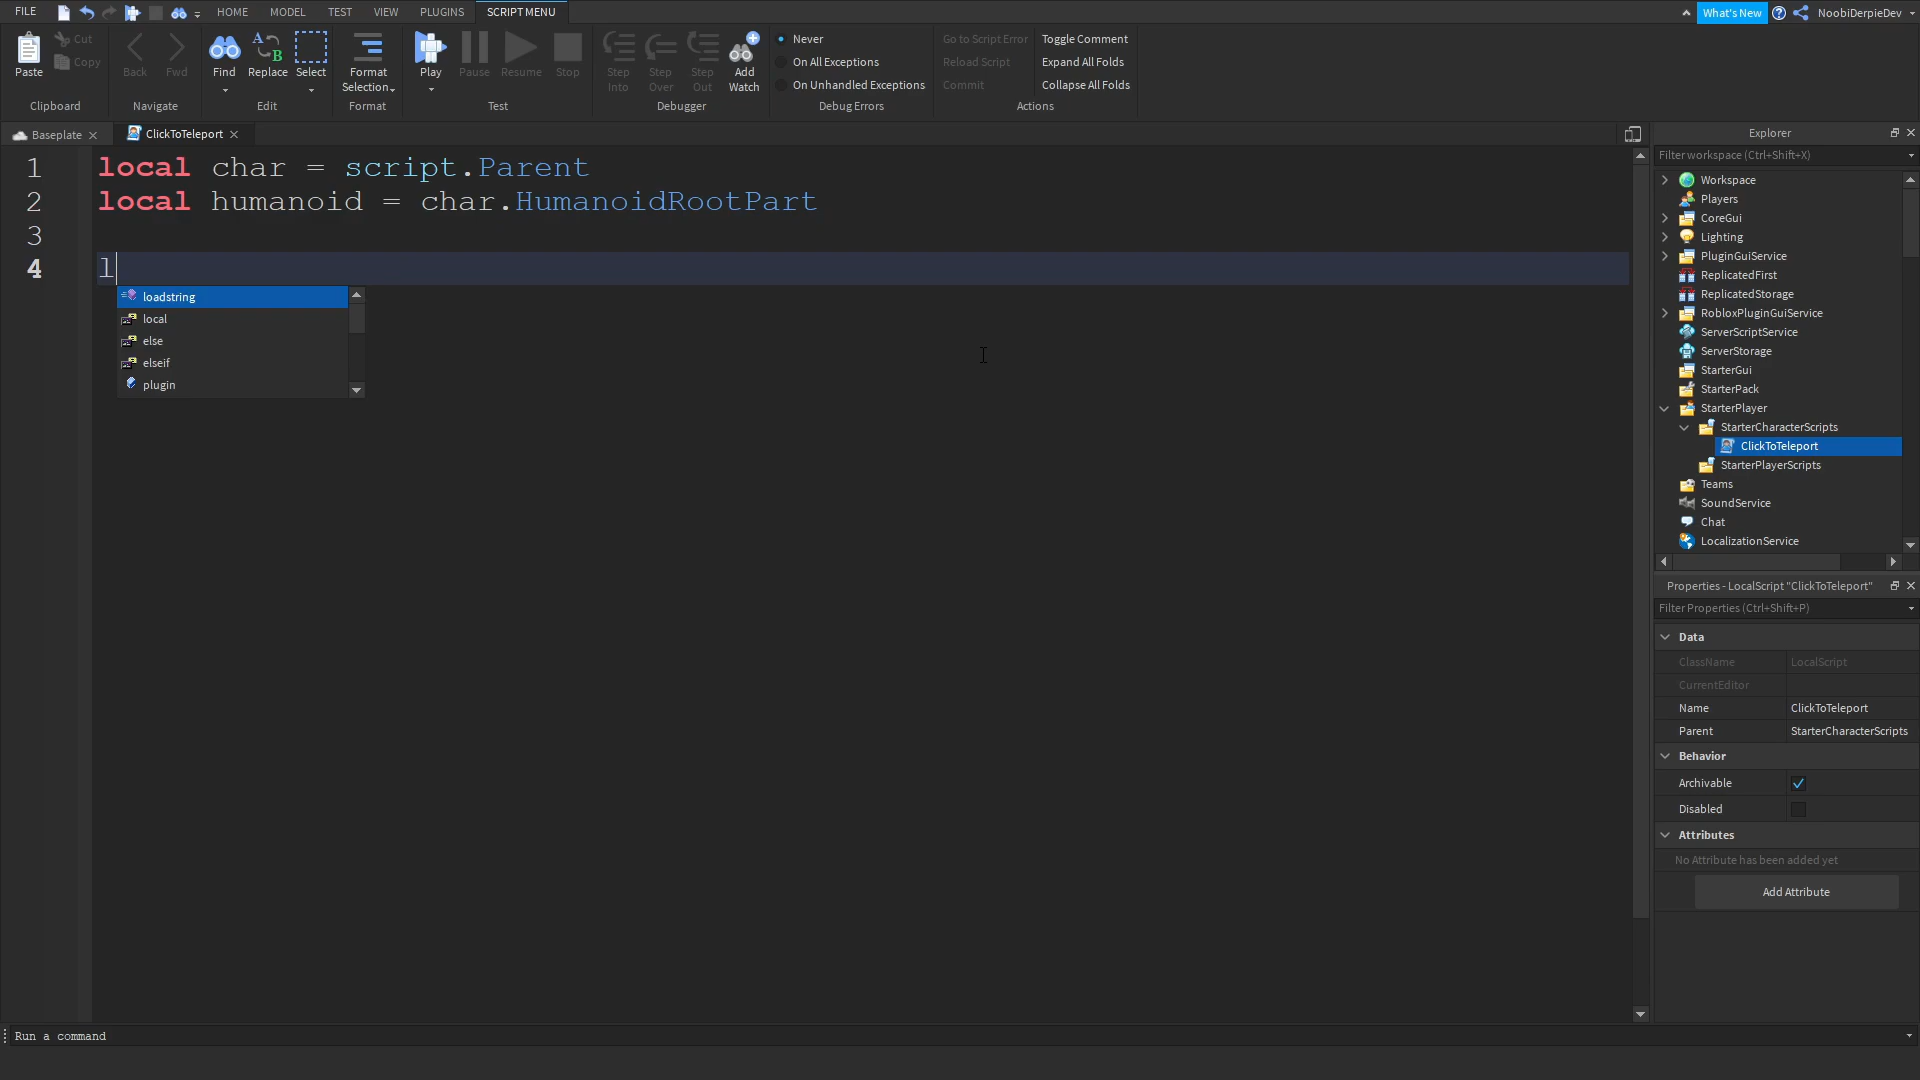 FILE HOME MODEL TEST VIEW PLUGINS SCRIPT MENU What's New NoobiDerpieDev
Paste Cut Copy
Clipboard
Back Fwd
Navigate
Find Replace Select
Edit
Format Selection
Format
Play Pause Resume Stop
Test
Step Into Step Over Step Out Add Watch
Debugger
Never
On All Exceptions
On Unhandled Exceptions
Debug Errors
Go to Script Error Toggle Comment
Reload Script Expand All Folds
Commit Collapse All Folds
Actions
Baseplate ClickToTeleport
1 local char = script.Parent
2 local humanoid = char.HumanoidRootPart
3
4 l
loadstring
local
else
elseif
plugin
Explorer
Filter workspace (Ctrl+Shift+X)
Workspace
Players
CoreGui
Lighting
PluginGuiService
ReplicatedFirst
ReplicatedStorage
RobloxPluginGuiService
ServerScriptService
ServerStorage
StarterGui
StarterPack
StarterPlayer
StarterCharacterScripts
ClickToTeleport
StarterPlayerScripts
Teams
SoundService
Chat
LocalizationService
Properties - LocalScript "ClickToTeleport"
Filter Properties (Ctrl+Shift+P)
Data
ClassName LocalScript
CurrentEditor
Name ClickToTeleport
Parent StarterCharacterScripts
Behavior
Archivable
Disabled
Attributes
No Attribute has been added yet
Add Attribute
Run a command